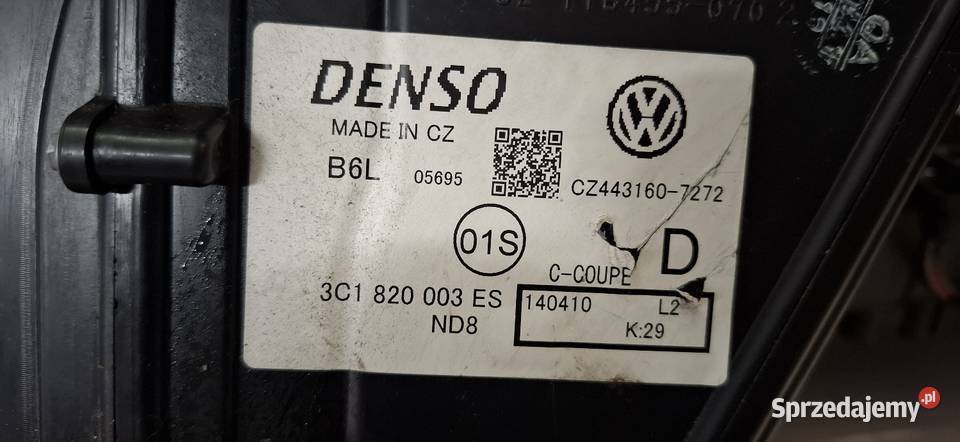 DENSO
MADE IN CZ
B6L 05695
CZ443160-7272
01S
C-COUPE D
3C1 820 003 ES
ND8
140410 L2
K:29
Sprzedajemy.pl